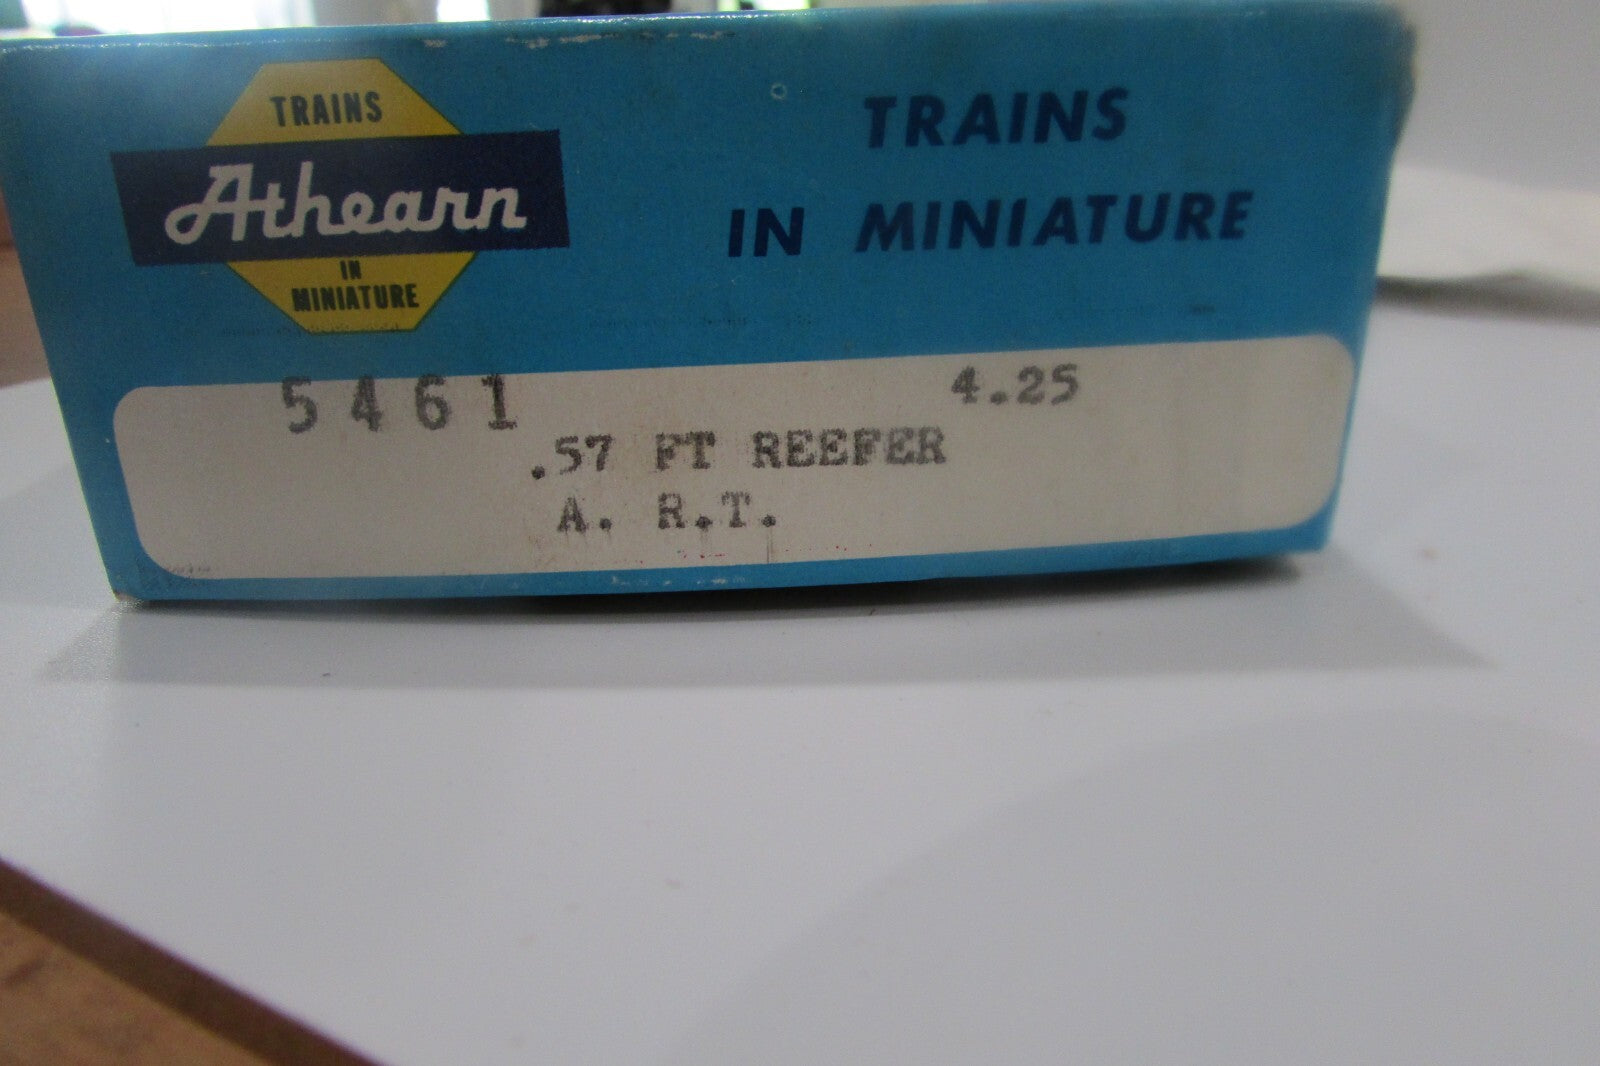 TRAINS
Athearn
IN
MINIATURE
TRAINS
IN MINIATURE
5461
4.25
.57 FT REEFER
A. R.T.